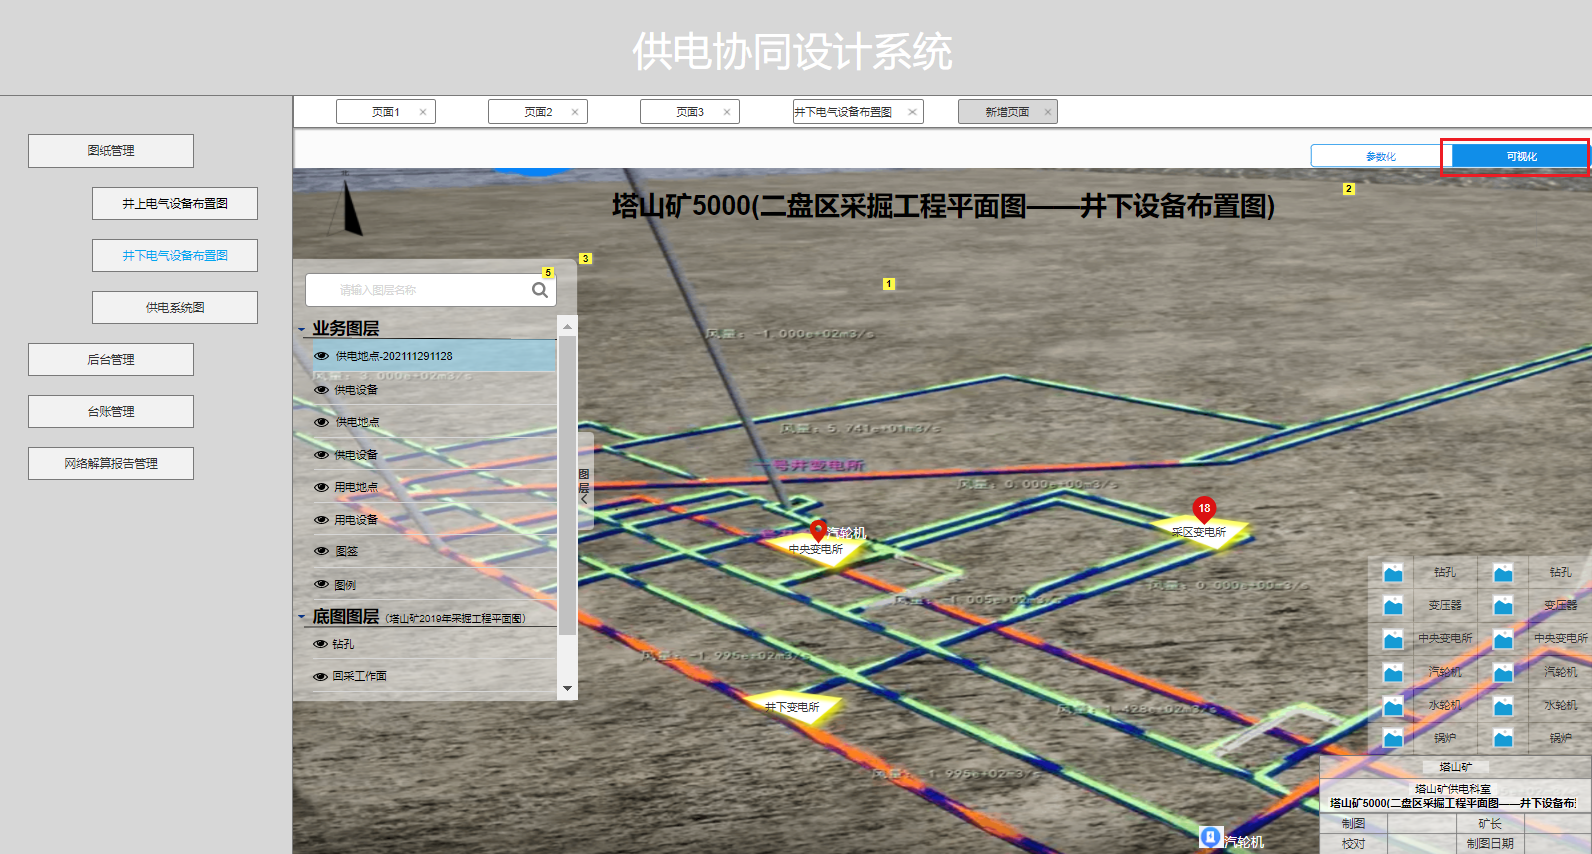 供电协同设计系统
页面1 ×
页面2 ×
页面3 ×
井下电气设备布置图 ×
新增页面 ×
图纸管理
井上电气设备布置图
井下电气设备布置图
供电系统图
后台管理
台账管理
网络解算报告管理
参数化
可视化
塔山矿5000(二盘区采掘工程平面图——井下设备布置图)
2
3
5
1
请输入图层名称
业务图层
供电地点-202111291128
供电设备
供电地点
供电设备
用电地点
用电设备
图签
图例
底图图层(塔山矿2019年采掘工程平面图)
钻孔
回采工作面
图层
风量: -1.000e+02m3/s
风量: 3.000e+02m3/s
风量: 5.741e+01m3/s
一号井变电所
风量: 0.000e+00m3/s
18
采区变电所
汽轮机
中央变电所
风量: 0.000e+00m3/s
风量: -1.005e+02m3/s
风量: 1.995e+02m3/s
井下变电所
风量: 1.428e+02m3/s
风量: -1.995e+02m3/s
汽轮机
钻孔 钻孔
变压器 变压器
中央变电所 中央变电所
汽轮机 汽轮机
水轮机 水轮机
锅炉 锅炉
塔山矿
塔山矿供电科室
塔山矿5000(二盘区采掘工程平面图——井下设备布
制图 矿长
校对 制图日期